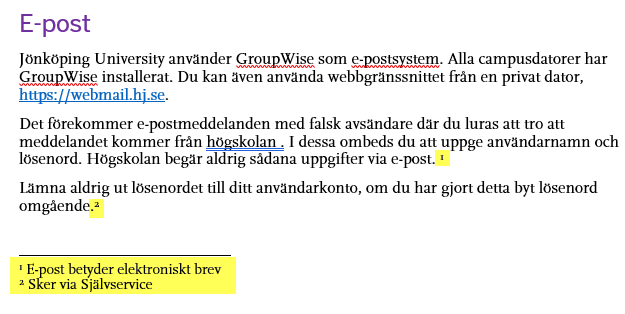 E-post
Jönköping University använder GroupWise som e-postsystem. Alla campusdatorer har
GroupWise installerat. Du kan även använda webbgränssnittet från en privat dator,
https://webmail.hj.se.
Det förekommer e-postmeddelanden med falsk avsändare där du luras att tro att
meddelandet kommer från högskolan . I dessa ombeds du att uppge användarnamn och
lösenord. Högskolan begär aldrig sådana uppgifter via e-post. ¹
Lämna aldrig ut lösenordet till ditt användarkonto, om du har gjort detta byt lösenord
omgående.²
¹ E-post betyder elektroniskt brev
² Sker via Självservice